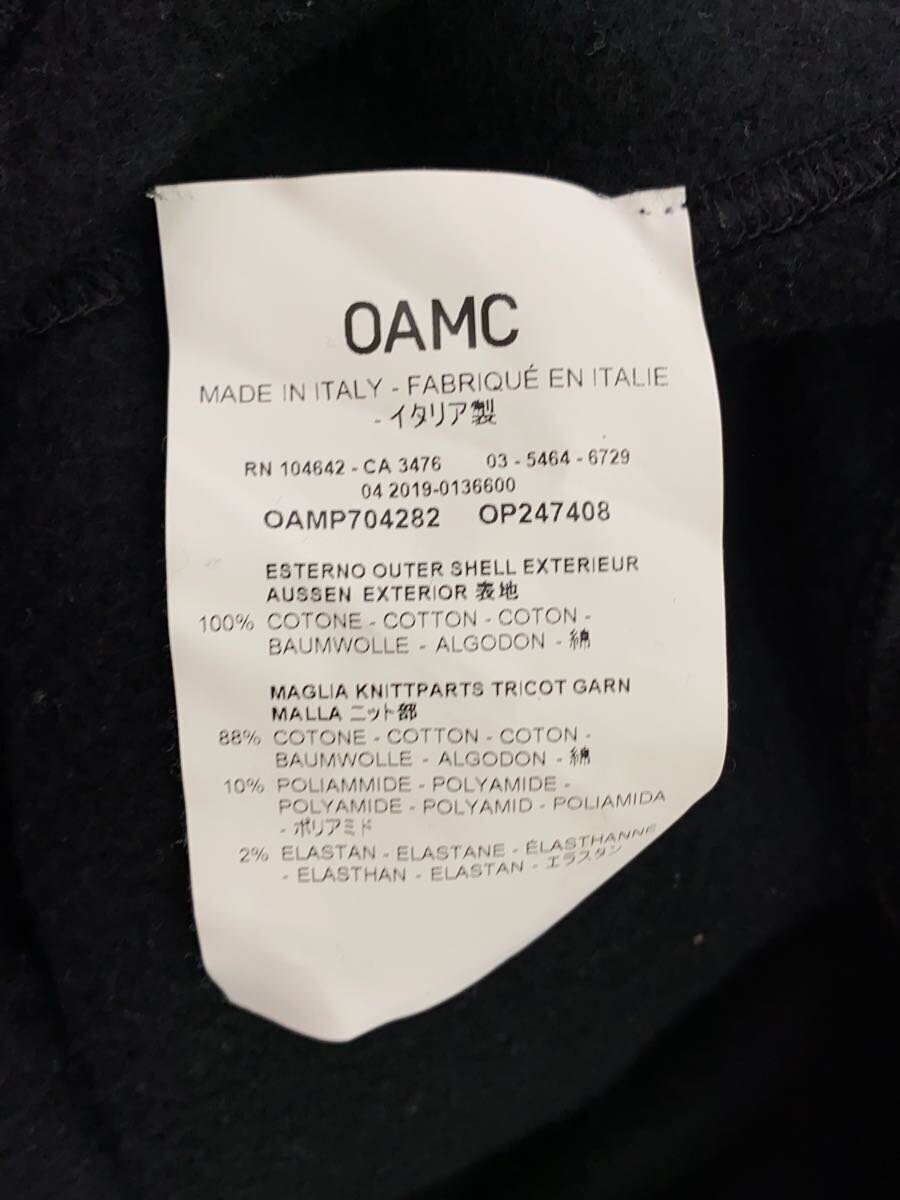 OAMC
MADE IN ITALY - FABRIQUÉ EN ITALIE
- イタリア製
RN 104642 - CA 3476 03 - 5464 - 6729
04 2019-0136600
OAMP704282 OP247408
ESTERNO OUTER SHELL EXTERIEUR
AUSSEN EXTERIOR 表地
100% COTONE - COTTON - COTON -
BAUMWOLLE - ALGODON - 綿
MAGLIA KNITTPARTS TRICOT GARN
MALLA ニット部
88% COTONE - COTTON - COTON -
BAUMWOLLE - ALGODON - 綿
10% POLIAMMIDE - POLYAMIDE -
POLYAMIDE - POLYAMID - POLIAMIDA
- ポリアミド
2% ELASTAN - ELASTANE - ÉLASTHANNE
- ELASTHAN - ELASTAN - エラスタン